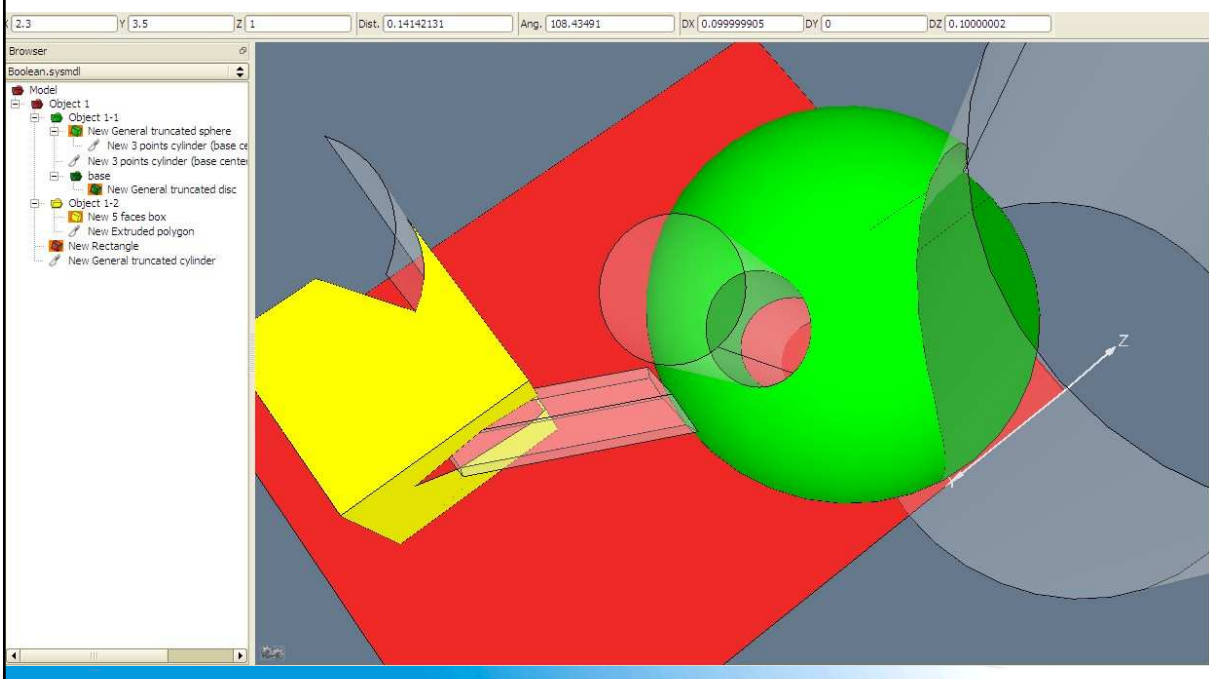 X 2.3 Y 3.5 Z 1 Dist. 0.14142131 Ang. 108.43491 DX 0.099999905 DY 0 DZ 0.10000002
Browser
Boolean.sysmdl
Model
Object 1
Object 1-1
New General truncated sphere
New 3 points cylinder (base ce
New 3 points cylinder (base center
base
New General truncated disc
Object 1-2
New 5 faces box
New Extruded polygon
New Rectangle
New General truncated cylinder
Z